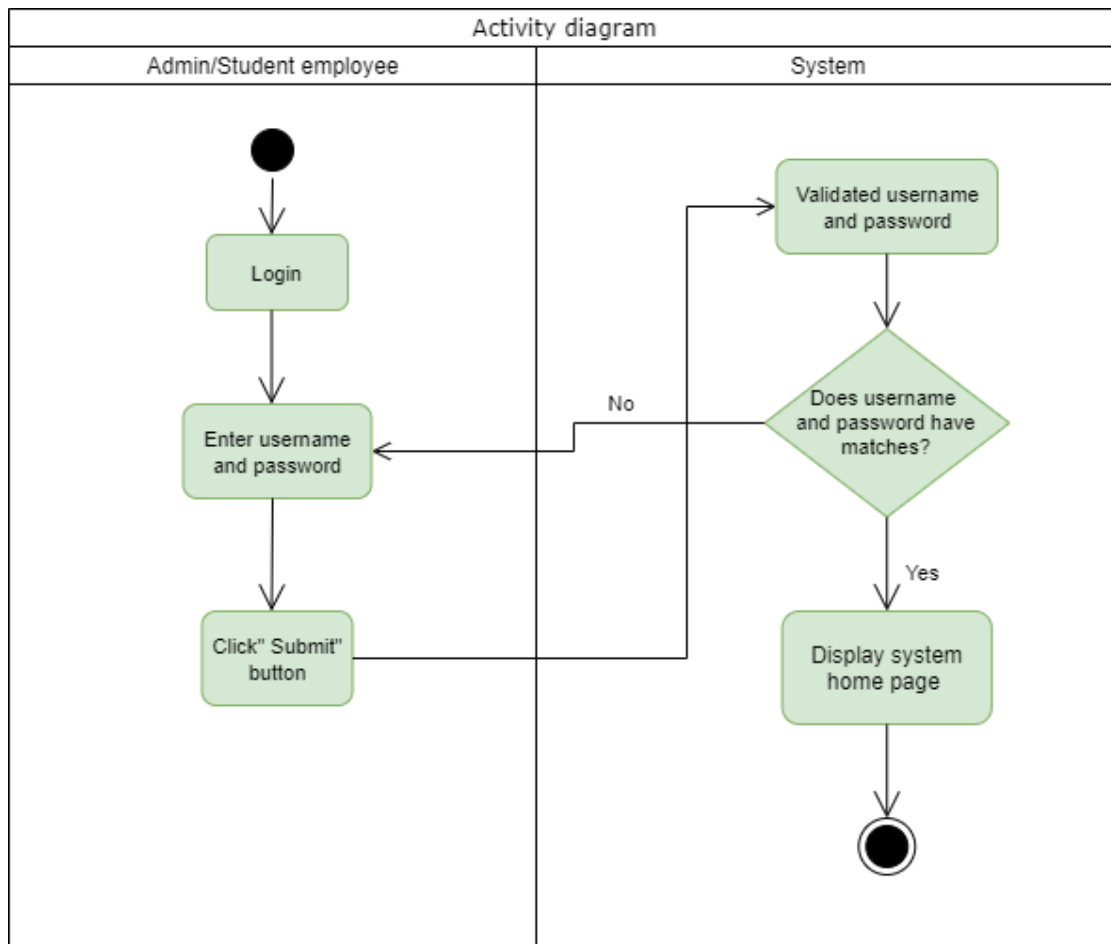 Activity diagram
Admin/Student employee
System
Login
Enter username
and password
Click" Submit"
button
Validated username
and password
Does username
and password have
matches?
No
Yes
Display system
home page